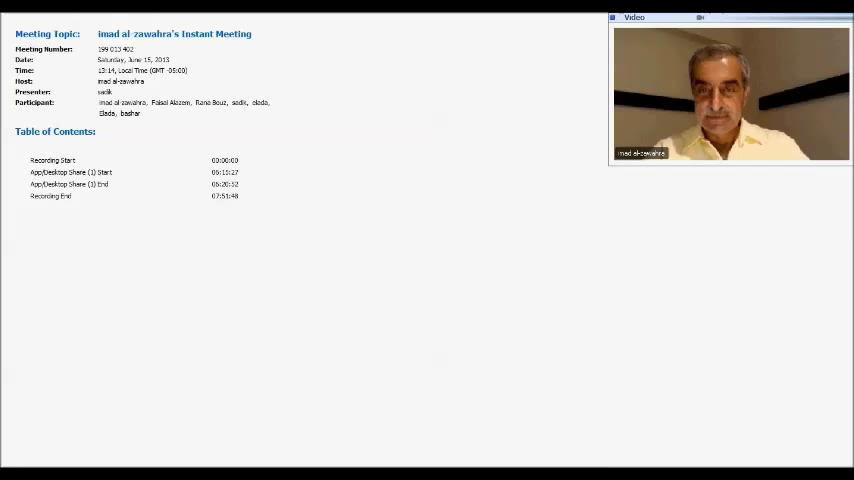 Video
Meeting Topic: imad al-zawahra's Instant Meeting
Meeting Number: 199 013 402
Date: Saturday, June 15, 2013
Time: 13:14, Local Time (GMT -05:00)
Host: imad al-zawahra
Presenter: sadik
Participant: imad al-zawahra, Faisal Alazem, Rana Bouz, sadik, elada,
Elada, bashar
Table of Contents:
imad al-zawahra
Recording Start 00:00:00
App/Desktop Share (1) Start 06:15:27
App/Desktop Share (1) End 06:20:52
Recording End 07:51:48